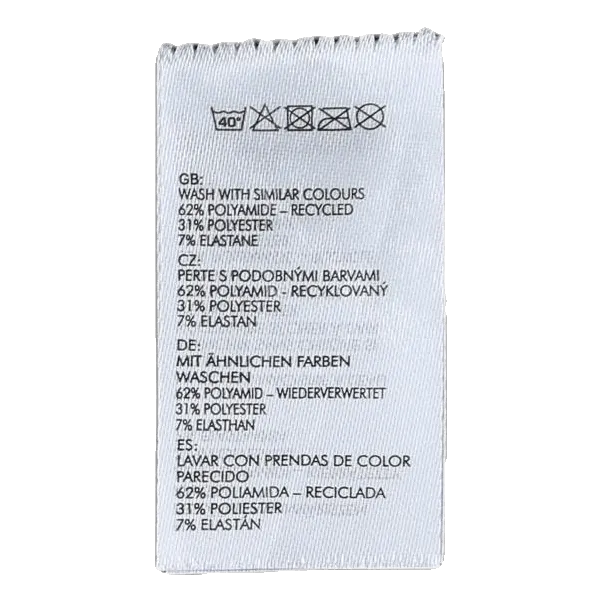 40°
GB:
WASH WITH SIMILAR COLOURS
62% POLYAMIDE – RECYCLED
31% POLYESTER
7% ELASTANE
CZ:
PERTE S PODOBNÝMI BARVAMI
62% POLYAMID – RECYKLOVANÝ
31% POLYESTER
7% ELASTAN
DE:
MIT ÄHNLICHEN FARBEN
WASCHEN
62% POLYAMID – WIEDERVERWERTET
31% POLYESTER
7% ELASTHAN
ES:
LAVAR CON PRENDAS DE COLOR
PARECIDO
62% POLIAMIDA – RECICLADA
31% POLIESTER
7% ELASTÁN